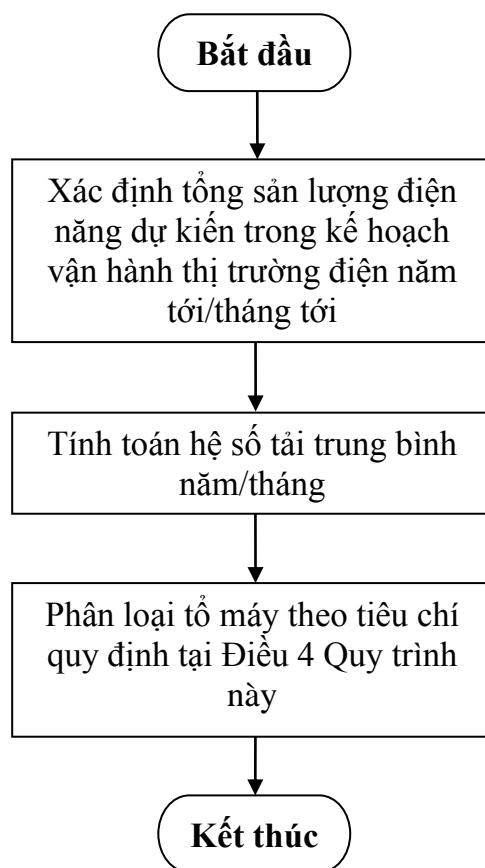 Bắt đầu
Xác định tổng sản lượng điện
năng dự kiến trong kế hoạch
vận hành thị trường điện năm
tới/tháng tới
Tính toán hệ số tải trung bình
năm/tháng
Phân loại tổ máy theo tiêu chí
quy định tại Điều 4 Quy trình
này
Kết thúc